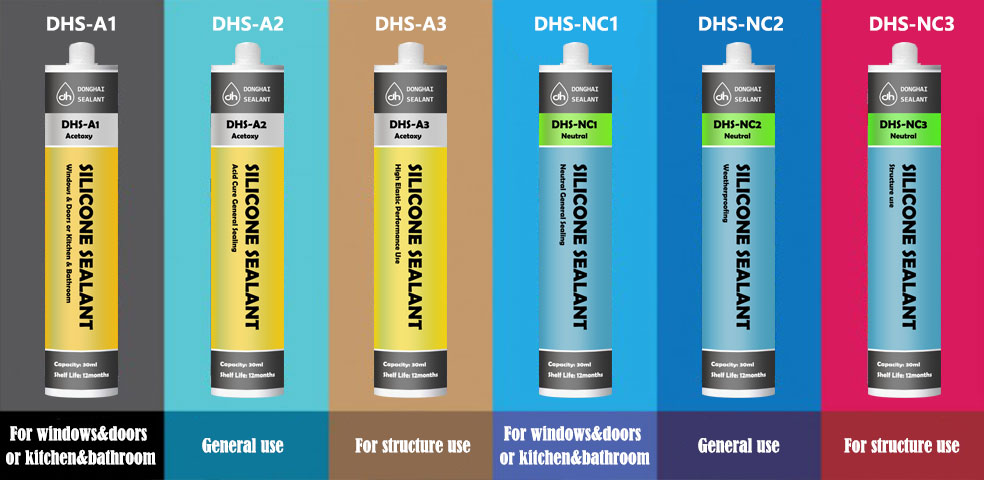 DHS-A1
DONGHAI
SEALANT
DHS-A1
Acetoxy
SILICONE SEALANT
Windows & Doors or Kitchen & Bathroom
Capacity: 30ml
Shelf Life: 12months
For windows&doors
or kitchen&bathroom
DHS-A2
DONGHAI
SEALANT
DHS-A2
Acetoxy
SILICONE SEALANT
Acid Cure General Sealing
Capacity: 30ml
Shelf Life: 12months
General use
DHS-A3
DONGHAI
SEALANT
DHS-A3
Acetoxy
SILICONE SEALANT
High Elastic Performance Use
Capacity: 30ml
Shelf Life: 12months
For structure use
DHS-NC1
DONGHAI
SEALANT
DHS-NC1
Neutral
SILICONE SEALANT
Neutral General Sealing
Capacity: 30ml
Shelf Life: 12months
For windows&doors
or kitchen&bathroom
DHS-NC2
DONGHAI
SEALANT
DHS-NC2
Neutral
SILICONE SEALANT
Weatherproofing
Capacity: 30ml
Shelf Life: 12months
General use
DHS-NC3
DONGHAI
SEALANT
DHS-NC3
Neutral
SILICONE SEALANT
Structure use
Capacity: 30ml
Shelf Life: 12months
For structure use